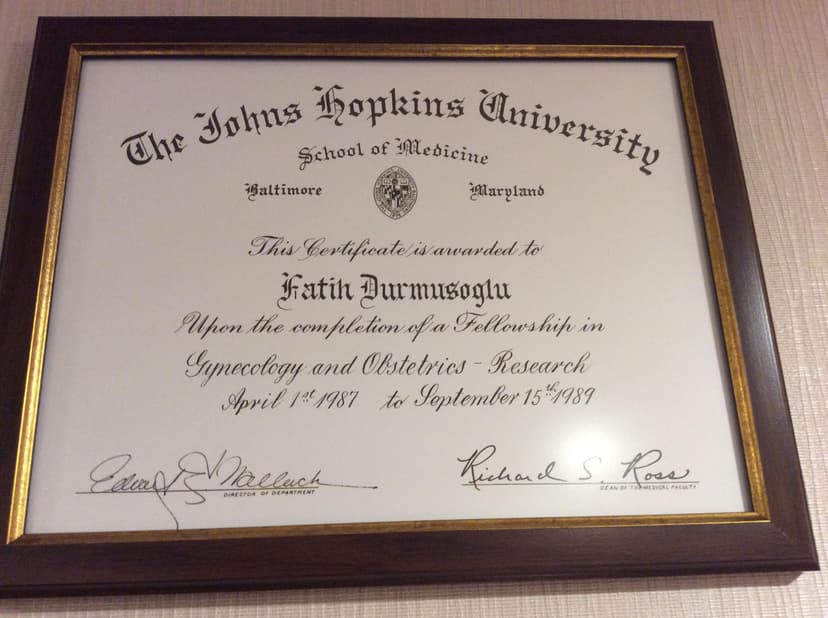 The Johns Hopkins University
School of Medicine
Baltimore Maryland
This Certificate is awarded to
Fatih Durmusoglu
Upon the completion of a Fellowship in
Gynecology and Obstetrics - Research
April 1st 1987 to September 15th 1989
Edward E. Wallach Richard S. Ross
DIRECTOR OF DEPARTMENT DEAN OF THE MEDICAL FACULTY